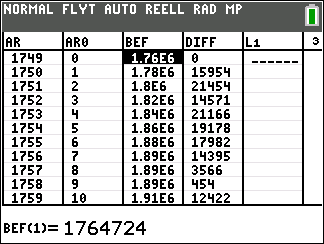 NORMAL FLYT AUTO REELL RAD MP
AR AR0 BEF DIFF L1 3
1749 0 1.76E6 0 ------
1750 1 1.78E6 15954
1751 2 1.8E6 21454
1752 3 1.82E6 14571
1753 4 1.84E6 21166
1754 5 1.86E6 19178
1755 6 1.88E6 17982
1756 7 1.89E6 14395
1757 8 1.89E6 3566
1758 9 1.89E6 454
1759 10 1.91E6 12422
BEF(1)= 1764724